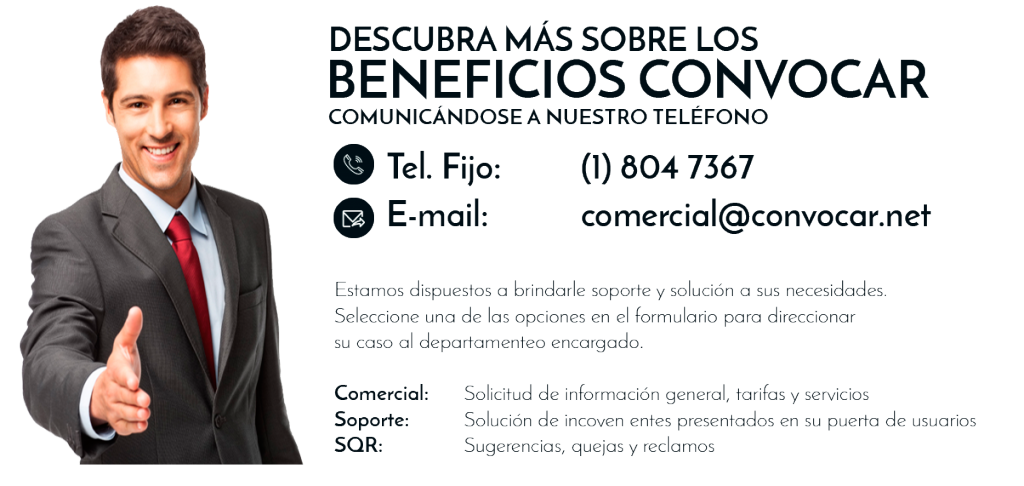 DESCUBRA MÁS SOBRE LOS
BENEFICIOS CONVOCAR
COMUNICÁNDOSE A NUESTRO TELÉFONO
Tel. Fijo: (1) 804 7367
E-mail: comercial@convocar.net
Estamos dispuestos a brindarle soporte y solución a sus necesidades.
Seleccione una de las opciones en el formulario para direccionar
su caso al departamenteo encargado.
Comercial: Solicitud de información general, tarifas y servicios
Soporte: Solución de incoven entes presentados en su puerta de usuarios
SQR: Sugerencias, quejas y reclamos